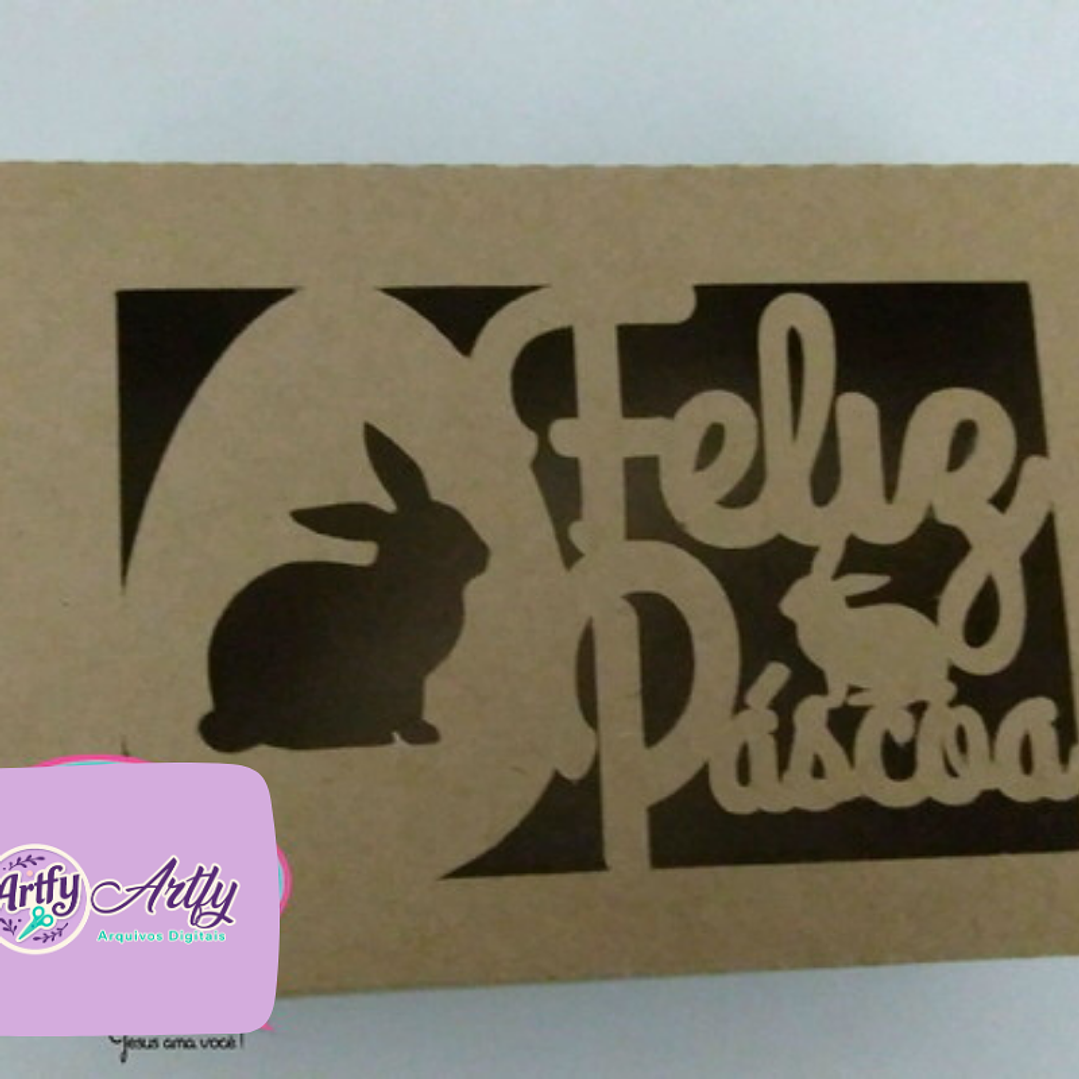 Feliz
Páscoa
Artfy Artfy
Arquivos Digitais
Jesus ama você!